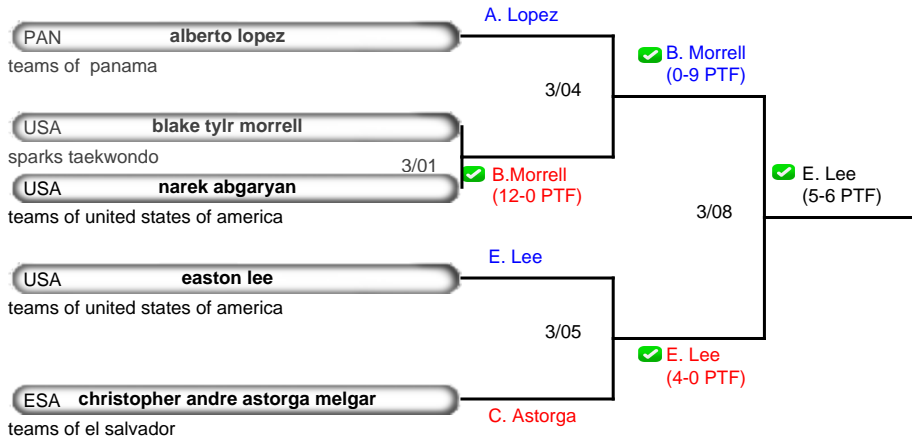 A. Lopez
PAN alberto lopez
teams of  panama
B. Morrell
(0-9 PTF)
3/04
USA blake tylr morrell
sparks taekwondo
3/01
USA narek abgaryan
teams of united states of america
B.Morrell
(12-0 PTF)
E. Lee
(5-6 PTF)
3/08
E. Lee
USA easton lee
teams of united states of america
3/05
E. Lee
(4-0 PTF)
ESA christopher andre astorga melgar
C. Astorga
teams of el salvador